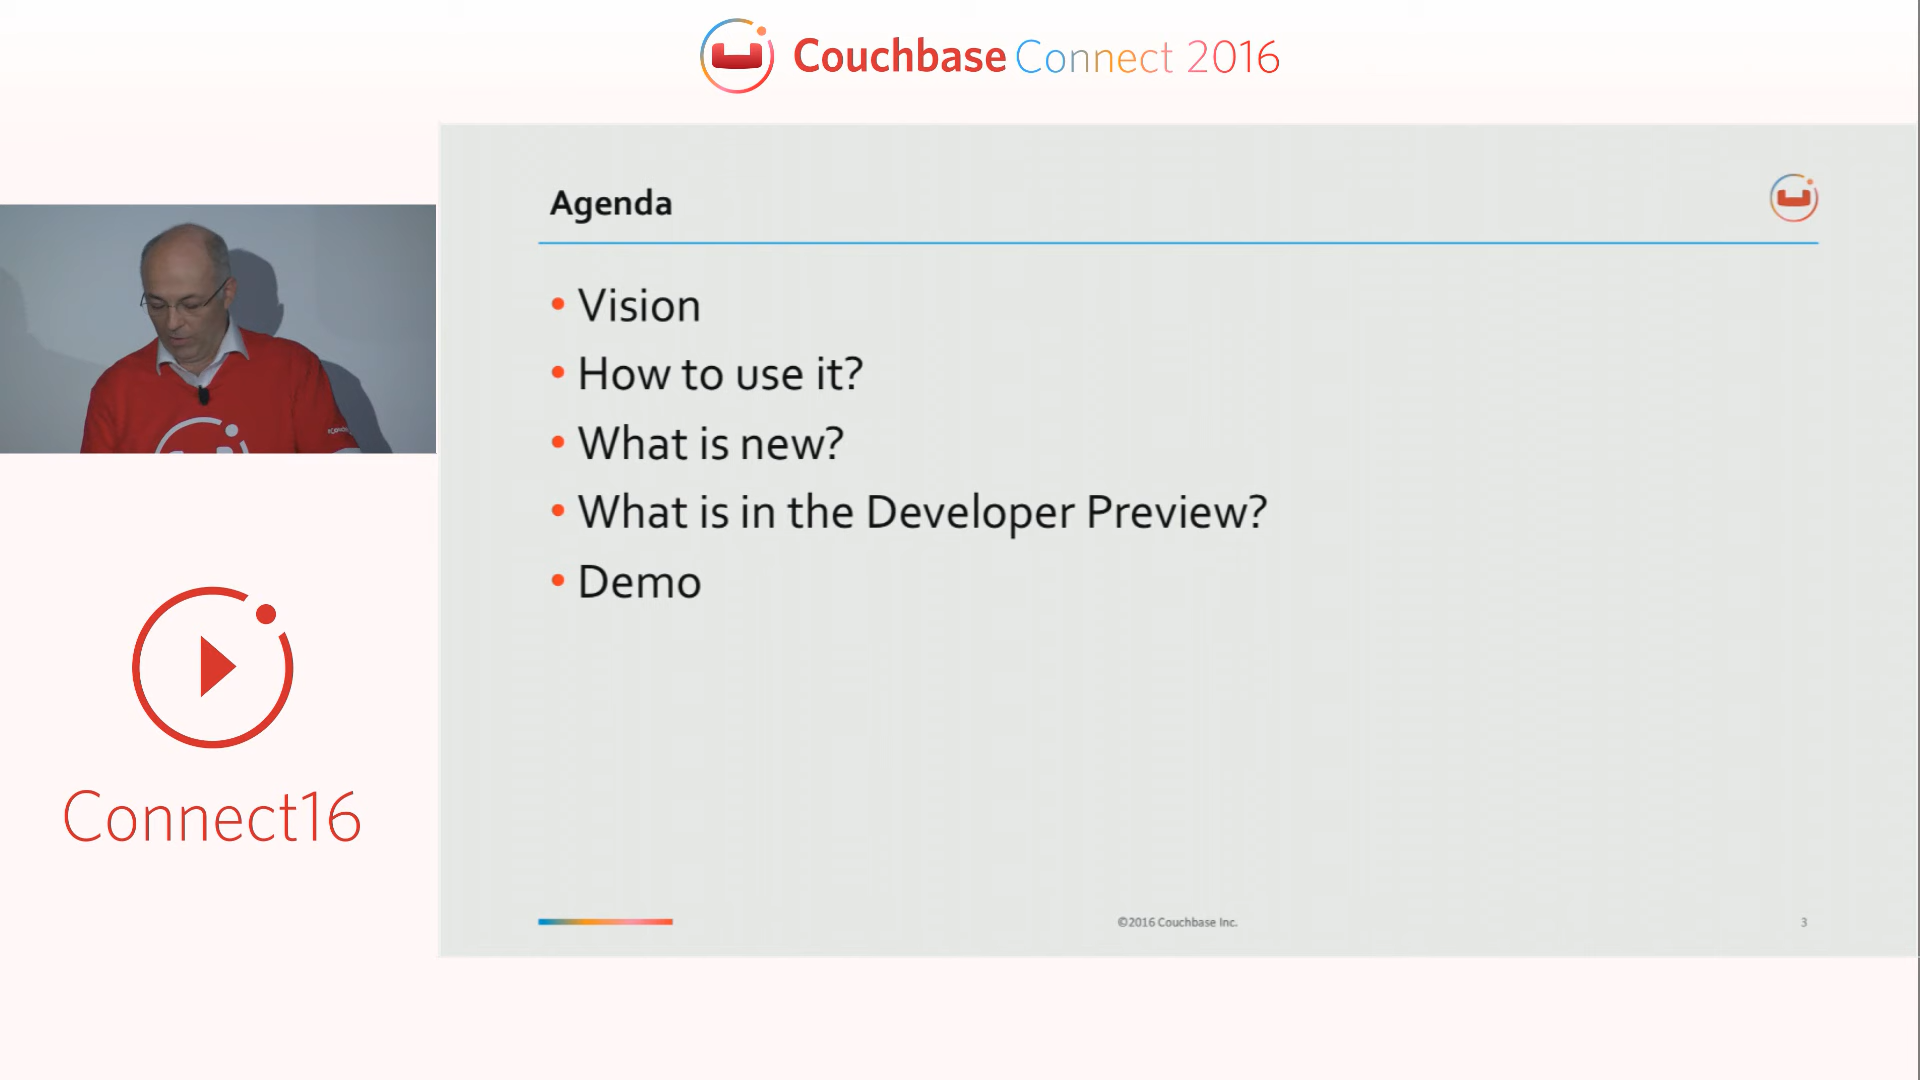 Couchbase Connect 2016
Agenda
• Vision
• How to use it?
• What is new?
• What is in the Developer Preview?
• Demo
Connect16
©2016 Couchbase Inc.
3